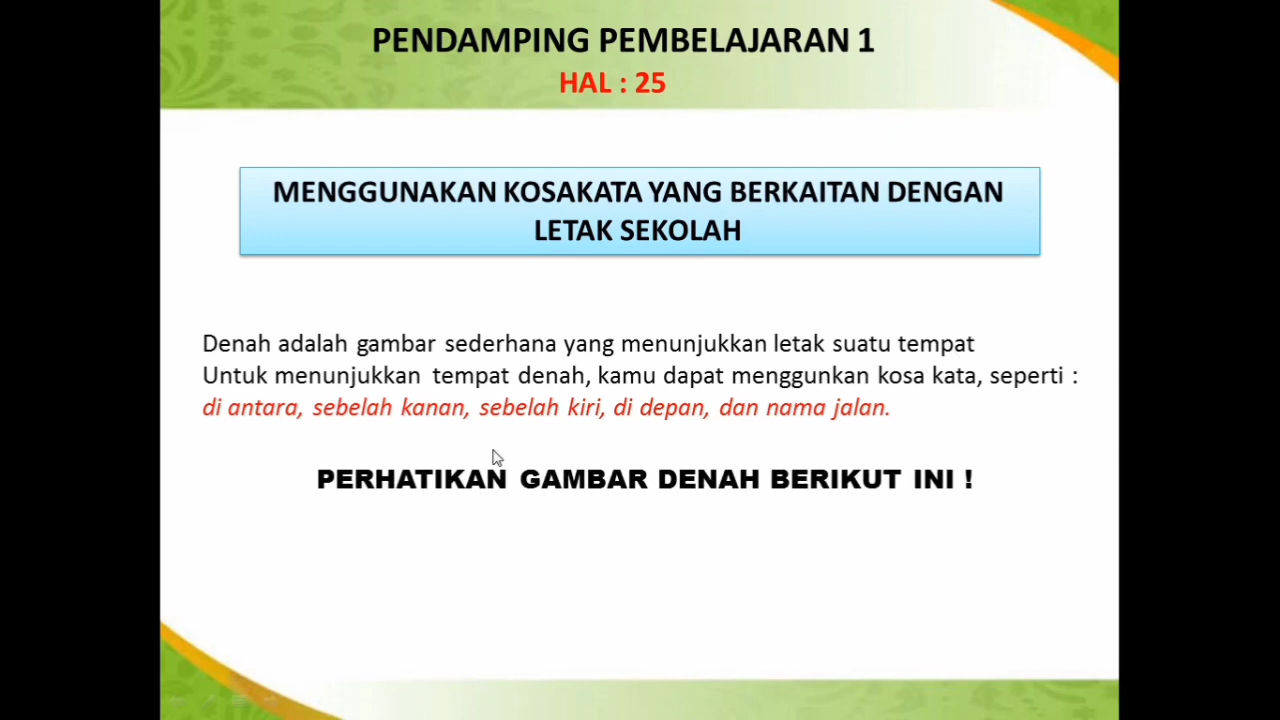 PENDAMPING PEMBELAJARAN 1
HAL : 25
MENGGUNAKAN KOSAKATA YANG BERKAITAN DENGAN
LETAK SEKOLAH
Denah adalah gambar sederhana yang menunjukkan letak suatu tempat
Untuk menunjukkan tempat denah, kamu dapat menggunkan kosa kata, seperti :
di antara, sebelah kanan, sebelah kiri, di depan, dan nama jalan.
PERHATIKAN GAMBAR DENAH BERIKUT INI !